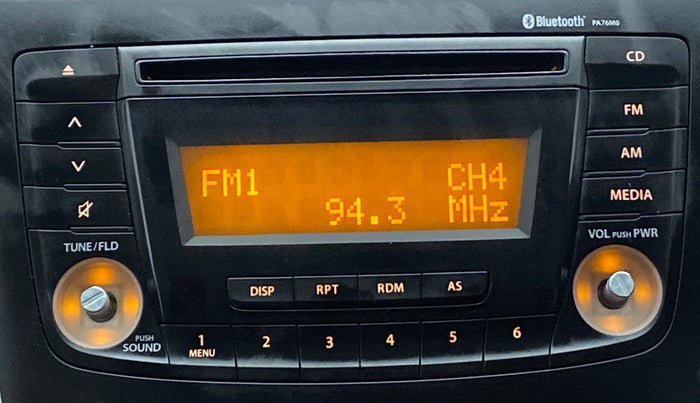 Bluetooth® PA76M0
CD
FM
AM
MEDIA
FM1 CH4
94.3 MHz
TUNE/FLD
VOL PUSH PWR
DISP RPT RDM AS
PUSH
SOUND
1 2 3 4 5 6
MENU